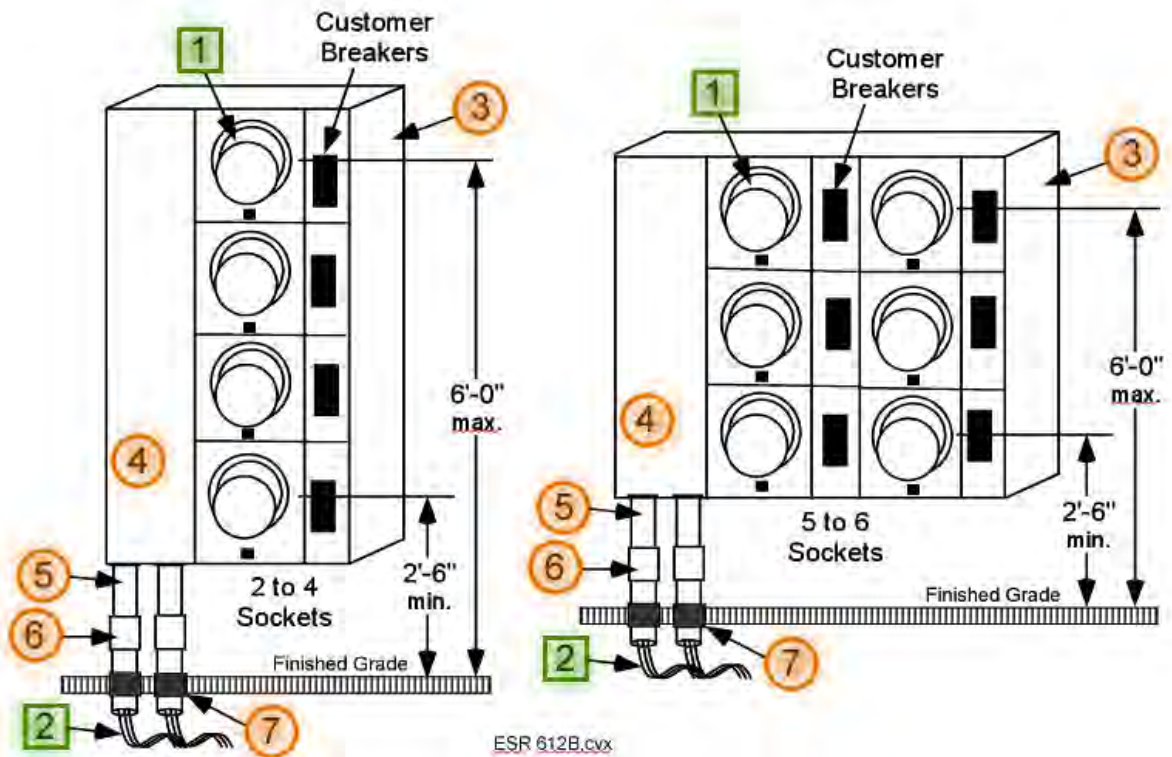 Customer
Breakers
1
3
6'-0"
max.
4
5
2'-6"
min.
2 to 4
Sockets
6
Finished Grade
2
7
Customer
Breakers
1
3
6'-0"
max.
4
5
2'-6"
min.
5 to 6
Sockets
6
Finished Grade
2
7
ESR 612B.cvx